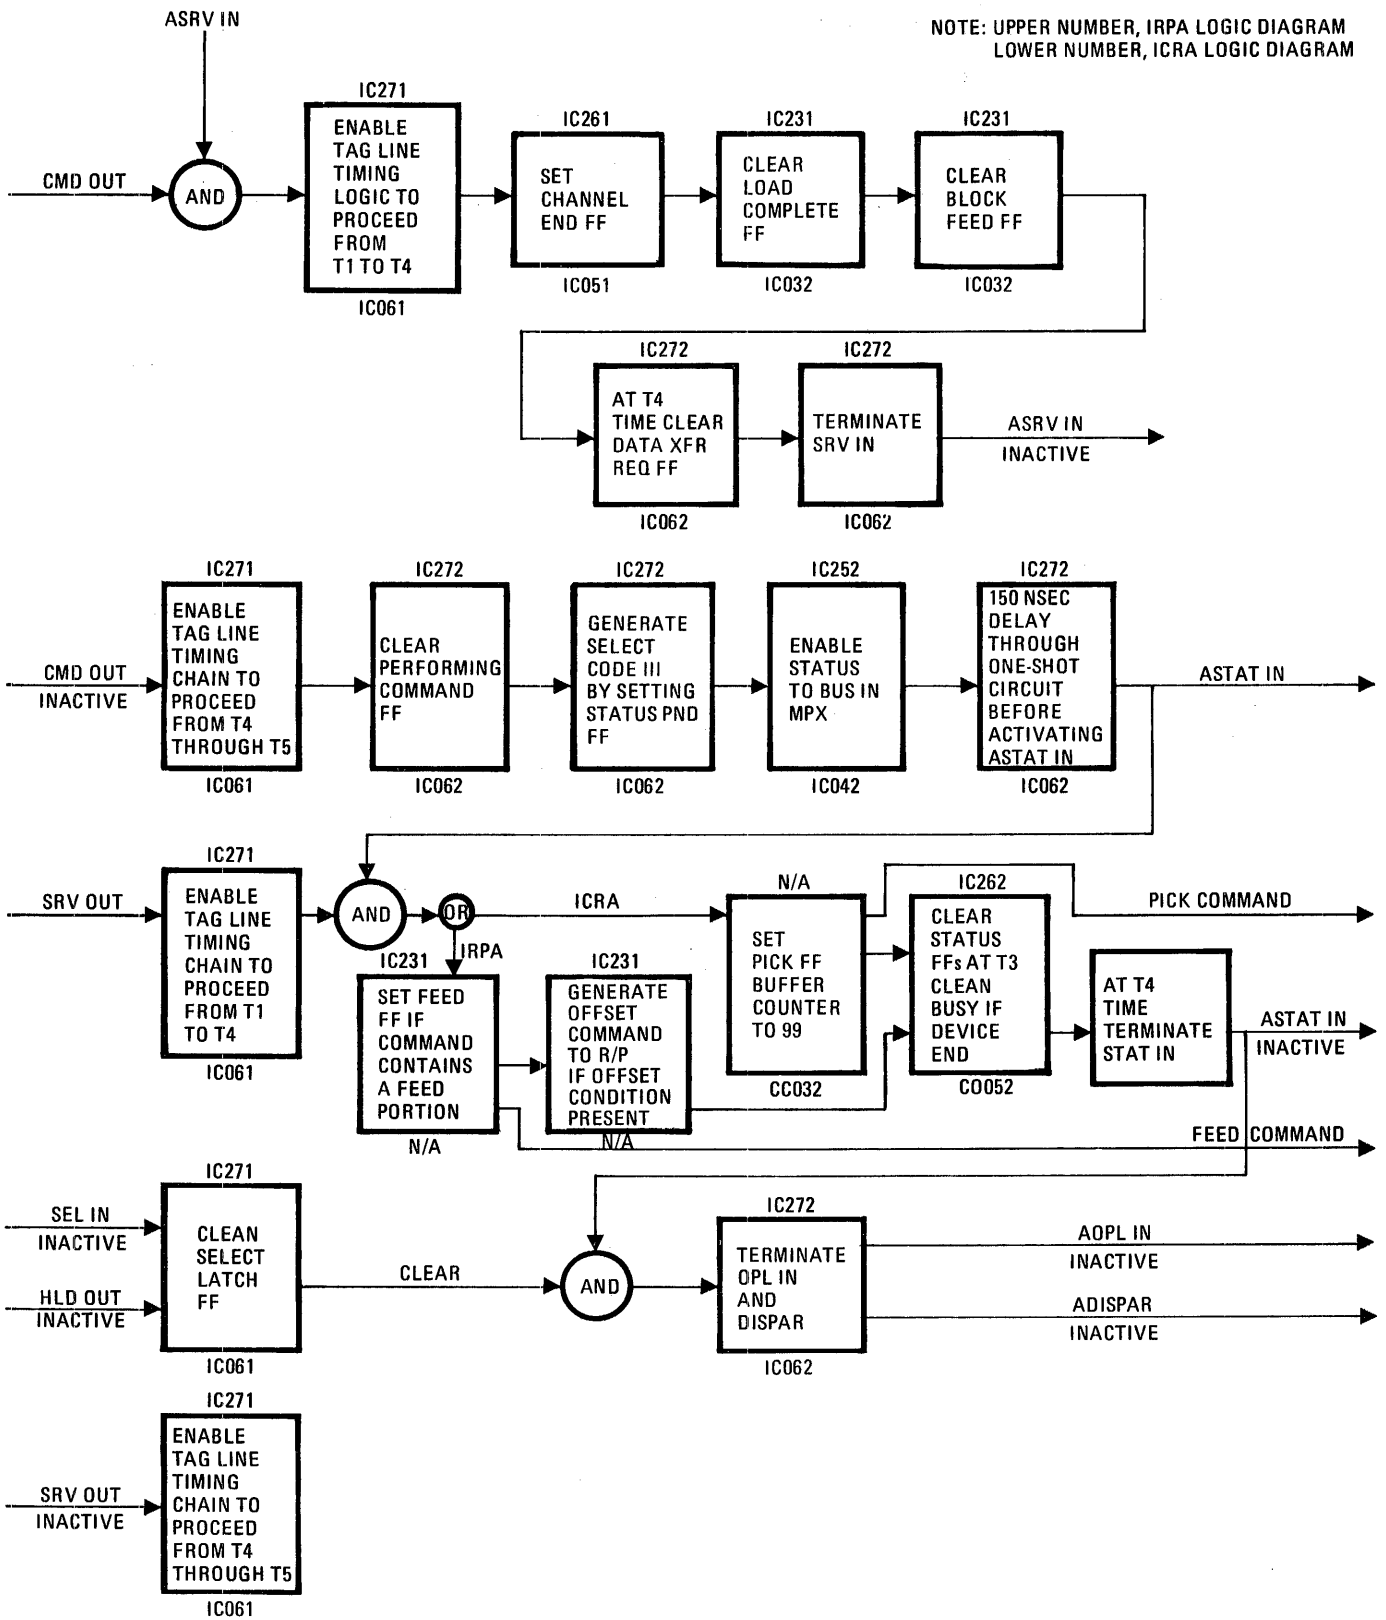 ASRV IN
NOTE: UPPER NUMBER, IRPA LOGIC DIAGRAM
LOWER NUMBER, ICRA LOGIC DIAGRAM
CMD OUT
AND
IC271
ENABLE
TAG LINE
TIMING
LOGIC TO
PROCEED
FROM
T1 TO T4
IC061
IC261
SET
CHANNEL
END FF
IC051
IC231
CLEAR
LOAD
COMPLETE
FF
IC032
IC231
CLEAR
BLOCK
FEED FF
IC032
IC272
AT T4
TIME CLEAR
DATA XFR
REQ FF
IC062
IC272
TERMINATE
SRV IN
IC062
ASRV IN
INACTIVE
CMD OUT
INACTIVE
IC271
ENABLE
TAG LINE
TIMING
CHAIN TO
PROCEED
FROM T4
THROUGH T5
IC061
IC272
CLEAR
PERFORMING
COMMAND
FF
IC062
IC272
GENERATE
SELECT
CODE III
BY SETTING
STATUS PND
FF
IC062
IC252
ENABLE
STATUS
TO BUS IN
MPX
IC042
IC272
150 NSEC
DELAY
THROUGH
ONE-SHOT
CIRCUIT
BEFORE
ACTIVATING
ASTAT IN
IC062
ASTAT IN
SRV OUT
IC271
ENABLE
TAG LINE
TIMING
CHAIN TO
PROCEED
FROM T1
TO T4
IC061
AND
OR
ICRA
IRPA
IC231
SET FEED
FF IF
COMMAND
CONTAINS
A FEED
PORTION
N/A
IC231
GENERATE
OFFSET
COMMAND
TO R/P
IF OFFSET
CONDITION
PRESENT
N/A
N/A
SET
PICK FF
BUFFER
COUNTER
TO 99
CC032
IC262
CLEAR
STATUS
FFs AT T3
CLEAN
BUSY IF
DEVICE
END
CO052
AT T4
TIME
TERMINATE
STAT IN
PICK COMMAND
ASTAT IN
INACTIVE
FEED COMMAND
SEL IN
INACTIVE
HLD OUT
INACTIVE
IC271
CLEAN
SELECT
LATCH
FF
IC061
CLEAR
AND
IC272
TERMINATE
OPL IN
AND
DISPAR
IC062
AOPL IN
INACTIVE
ADISPAR
INACTIVE
SRV OUT
INACTIVE
IC271
ENABLE
TAG LINE
TIMING
CHAIN TO
PROCEED
FROM T4
THROUGH T5
IC061